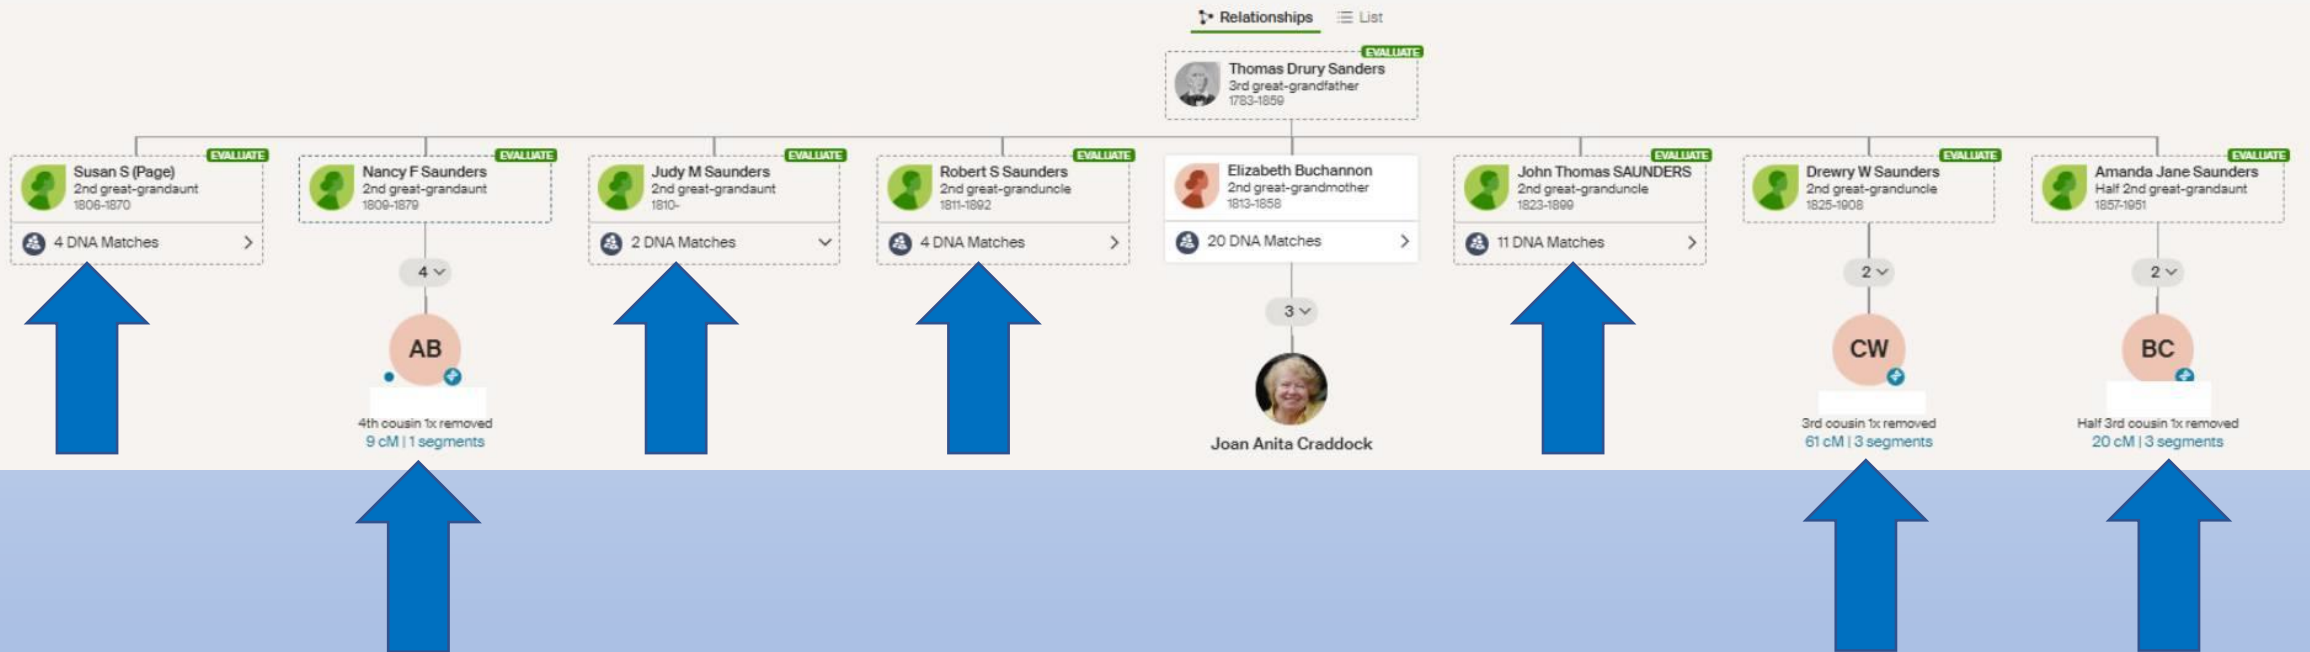 Relationships List
EVALUATE
Thomas Drury Sanders
3rd great-grandfather
1783-1859
EVALUATE
Susan S (Page)
2nd great-grandaunt
1806-1870
4 DNA Matches
EVALUATE
Nancy F Saunders
2nd great-grandaunt
1809-1879
4
AB
4th cousin 1x removed
9 cM | 1 segments
EVALUATE
Judy M Saunders
2nd great-grandaunt
1810-
2 DNA Matches
EVALUATE
Robert S Saunders
2nd great-granduncle
1811-1892
4 DNA Matches
Elizabeth Buchannon
2nd great-grandmother
1813-1858
20 DNA Matches
3
Joan Anita Craddock
EVALUATE
John Thomas SAUNDERS
2nd great-granduncle
1823-1899
11 DNA Matches
EVALUATE
Drewry W Saunders
2nd great-granduncle
1825-1908
2
CW
3rd cousin 1x removed
61 cM | 3 segments
EVALUATE
Amanda Jane Saunders
Half 2nd great-grandaunt
1857-1951
2
BC
Half 3rd cousin 1x removed
20 cM | 3 segments